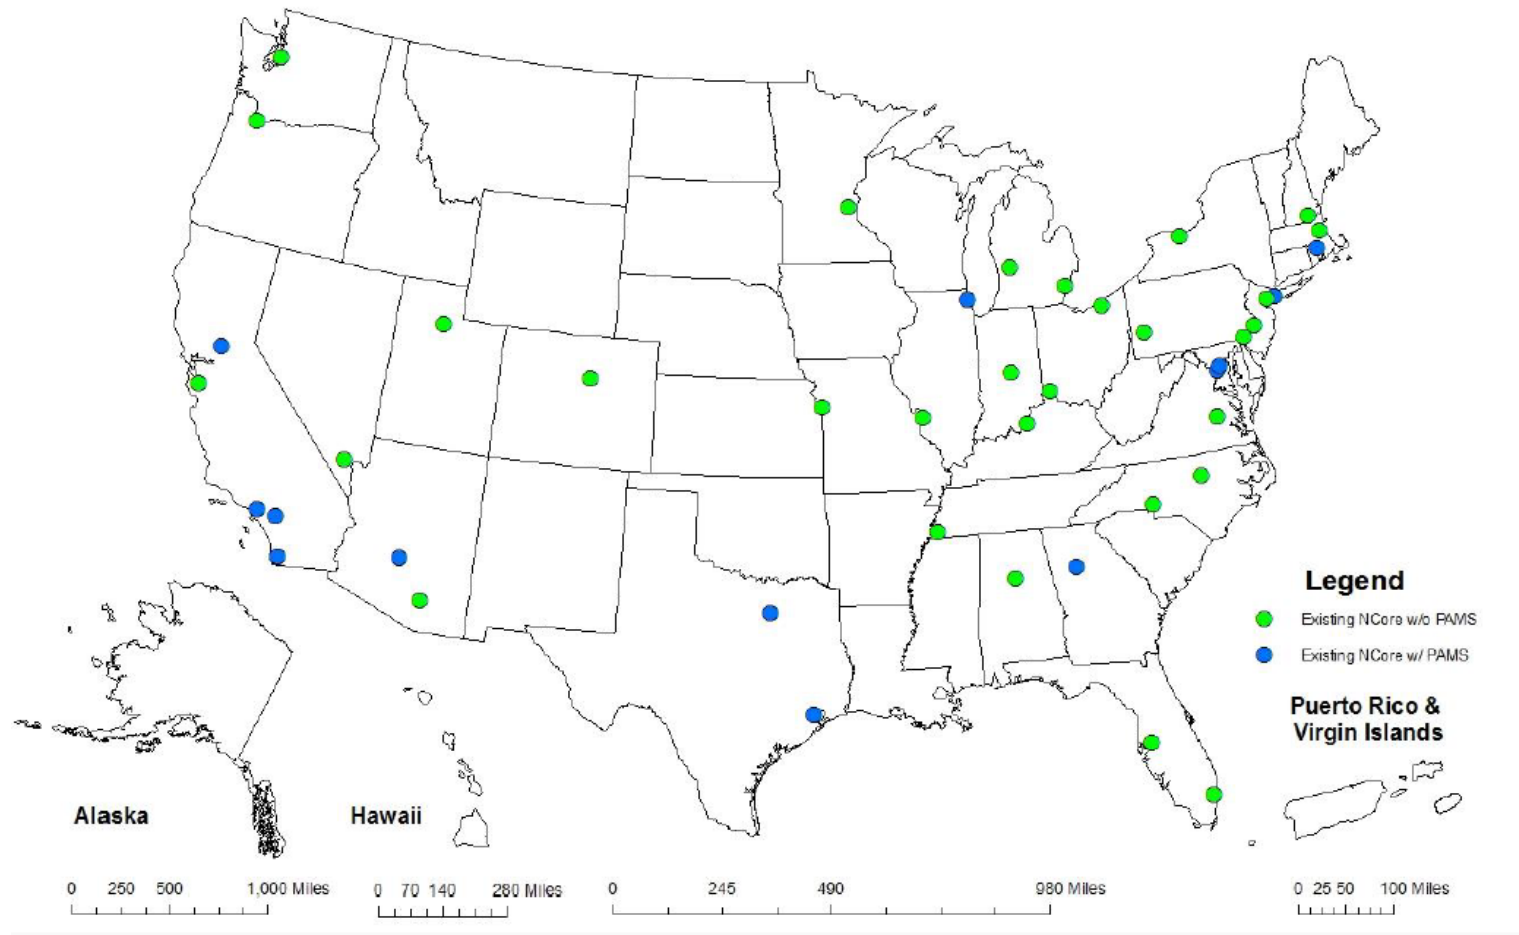 Legend
Existing NCore w/o PAMS
Existing NCore w/ PAMS
Puerto Rico &
Virgin Islands
Alaska
Hawaii
0 250 500 1,000 Miles
0 70 140 280 Miles
0 245 490 980 Miles
0 25 50 100 Miles